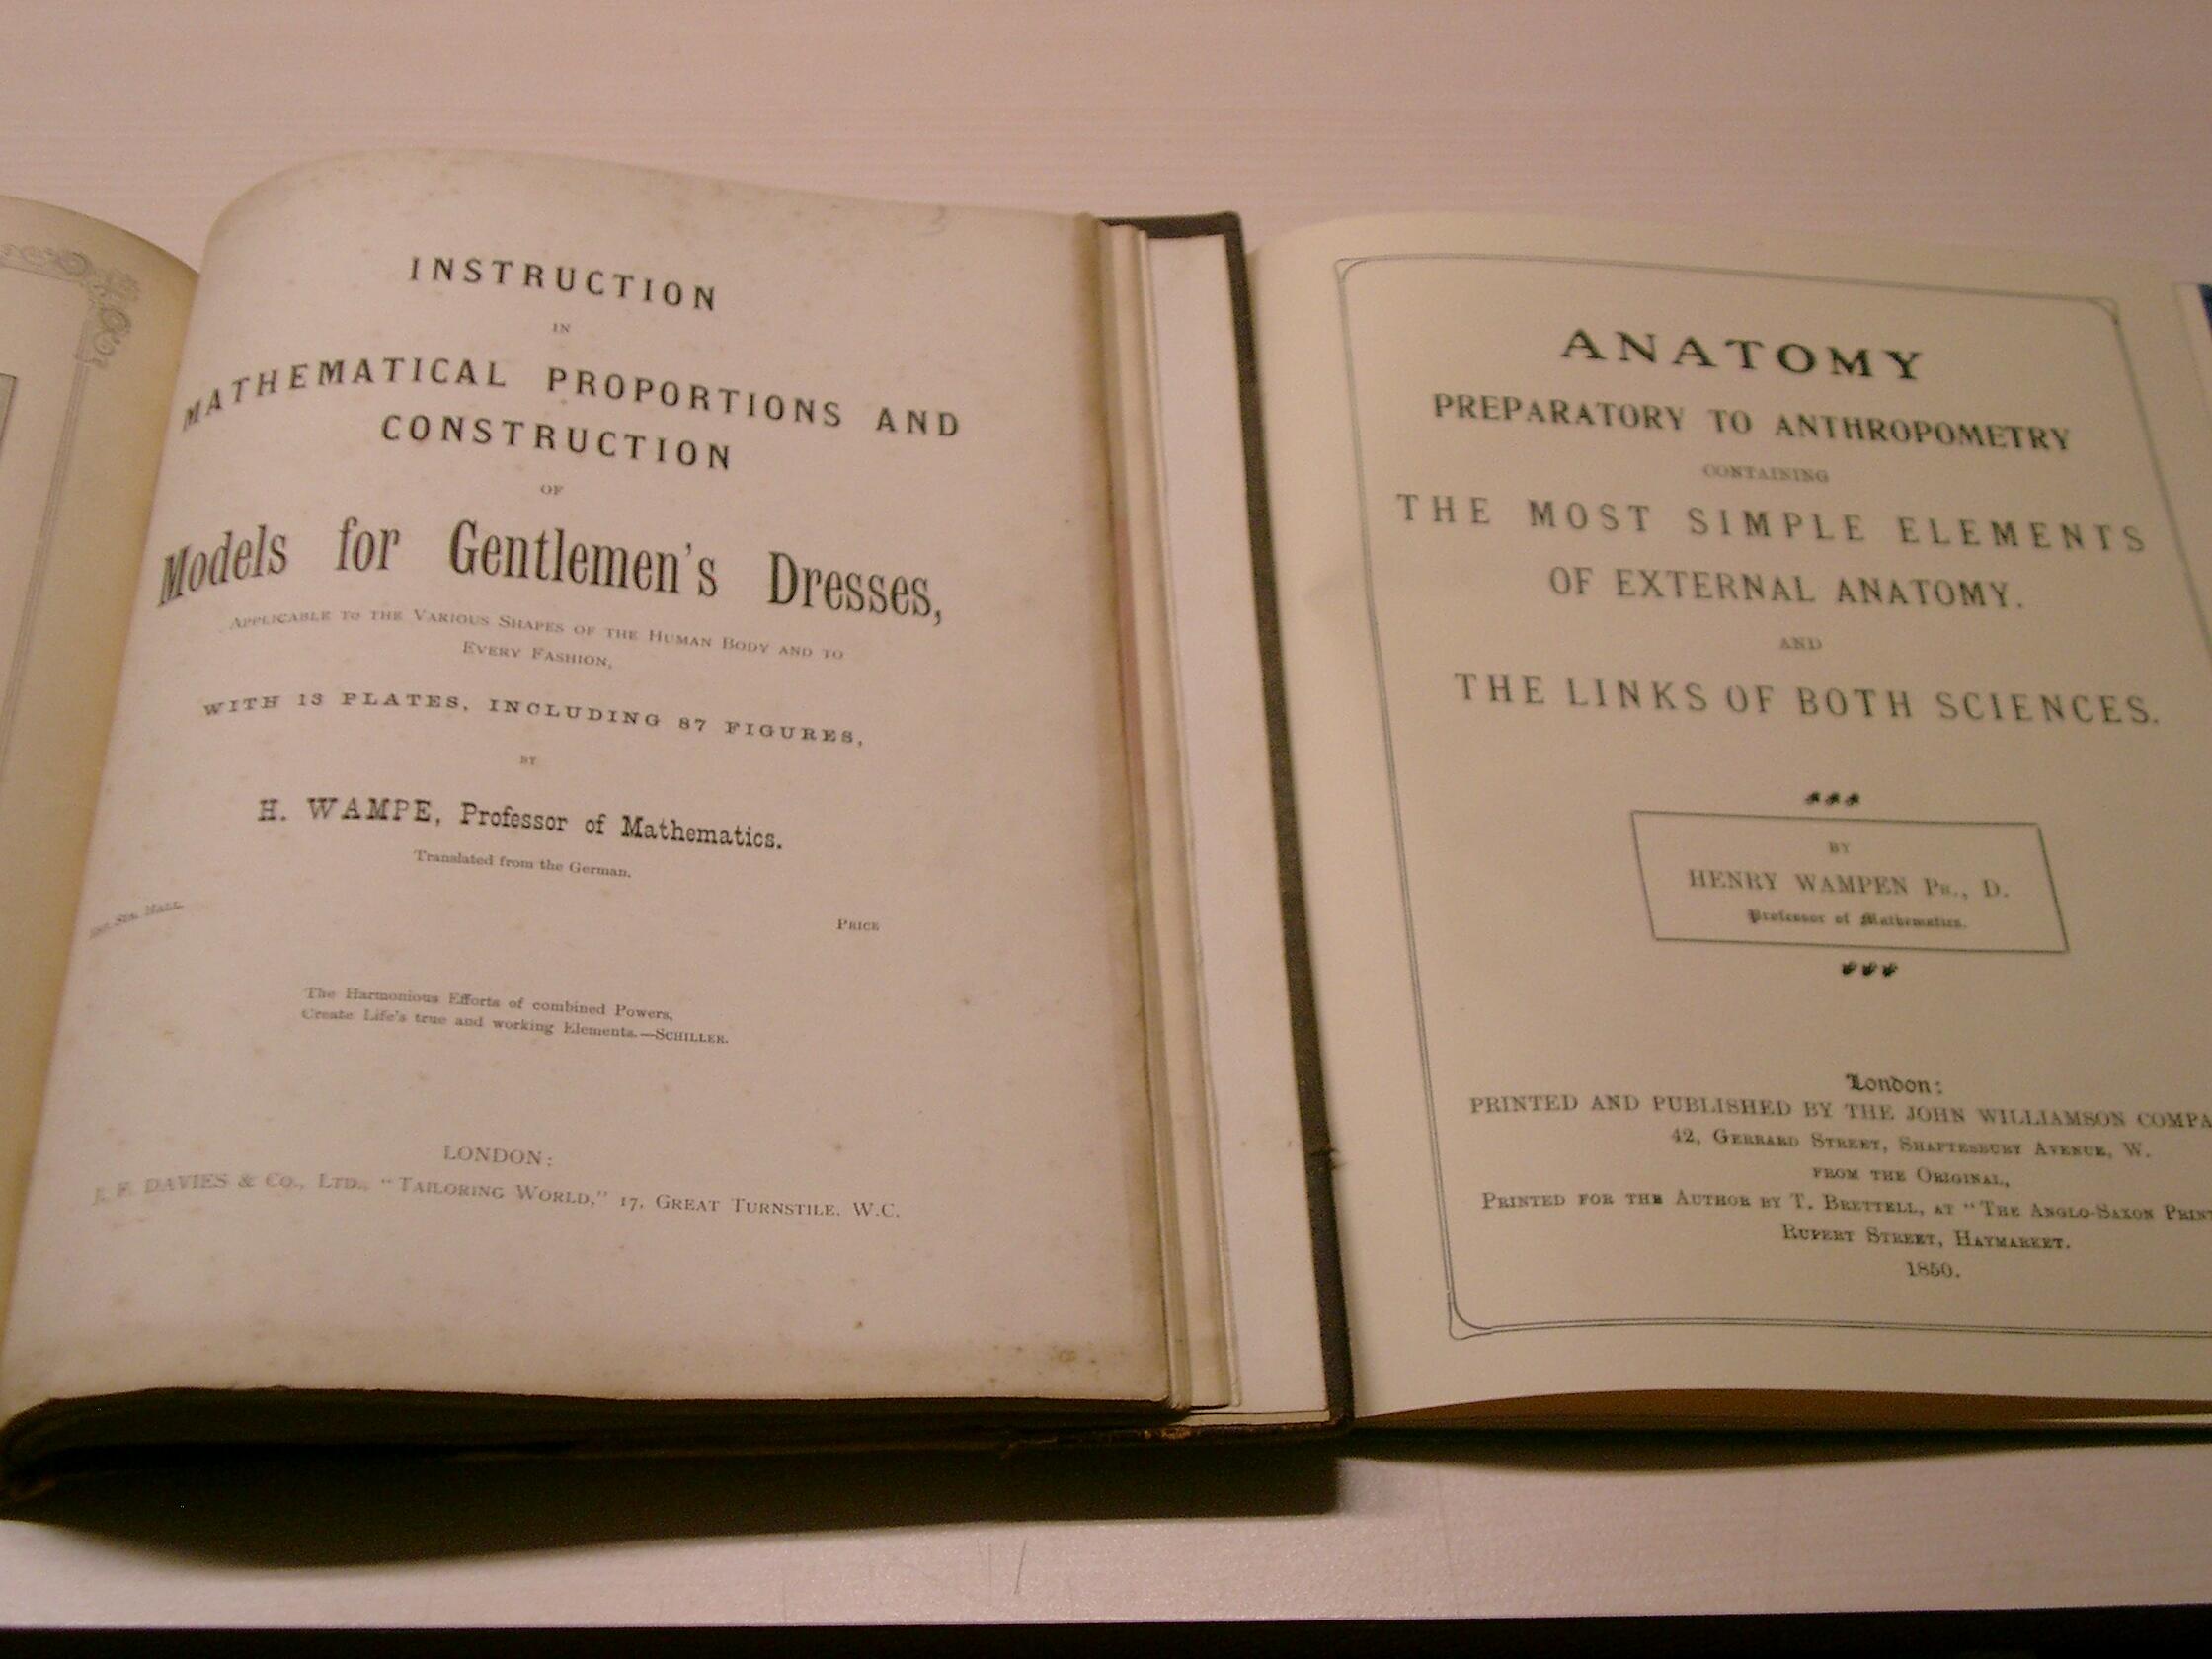 INSTRUCTION
IN
MATHEMATICAL PROPORTIONS AND
CONSTRUCTION
OF
Models for Gentlemen's Dresses,
APPLICABLE TO THE VARIOUS SHAPES OF THE HUMAN BODY AND TO
EVERY FASHION,
WITH 13 PLATES, INCLUDING 87 FIGURES,
BY
H. WAMPE, Professor of Mathematics.
Translated from the German.
HALL.
PRICE
The Harmonious Efforts of combined Powers,
Create Life's true and working Elements.—SCHILLER.
LONDON:
DAVIES & Co., LTD., "TAILORING WORLD," 17, GREAT TURNSTILE. W.C.
ANATOMY
PREPARATORY TO ANTHROPOMETRY
CONTAINING
THE MOST SIMPLE ELEMENTS
OF EXTERNAL ANATOMY.
AND
THE LINKS OF BOTH SCIENCES.
BY
HENRY WAMPEN PH., D.
Professor of Mathematics.
London:
PRINTED AND PUBLISHED BY THE JOHN WILLIAMSON COMPA
42, GERRARD STREET, SHAFTESBURY AVENUE, W.
FROM THE ORIGINAL,
PRINTED FOR THE AUTHOR BY T. BRETTELL, AT "THE ANGLO-SAXON PRINT
RUPERT STREET, HAYMARKET.
1850.